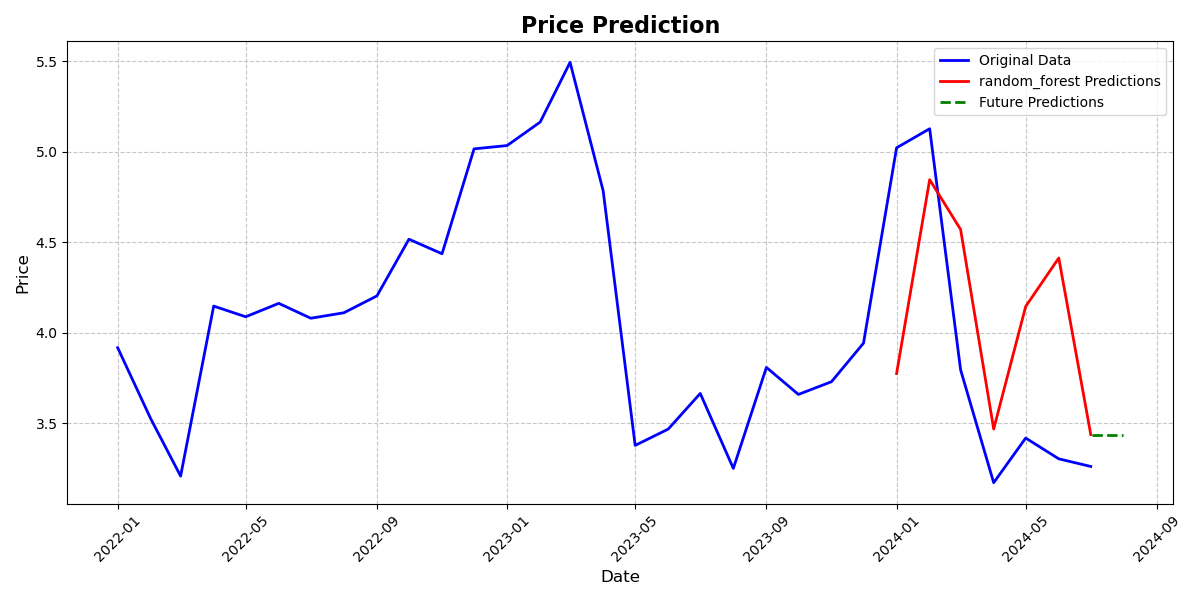 Price Prediction
Original Data
random_forest Predictions
Future Predictions
Price
5.5
5.0
4.5
4.0
3.5
2022-01
2022-05
2022-09
2023-01
2023-05
2023-09
2024-01
2024-05
2024-09
Date